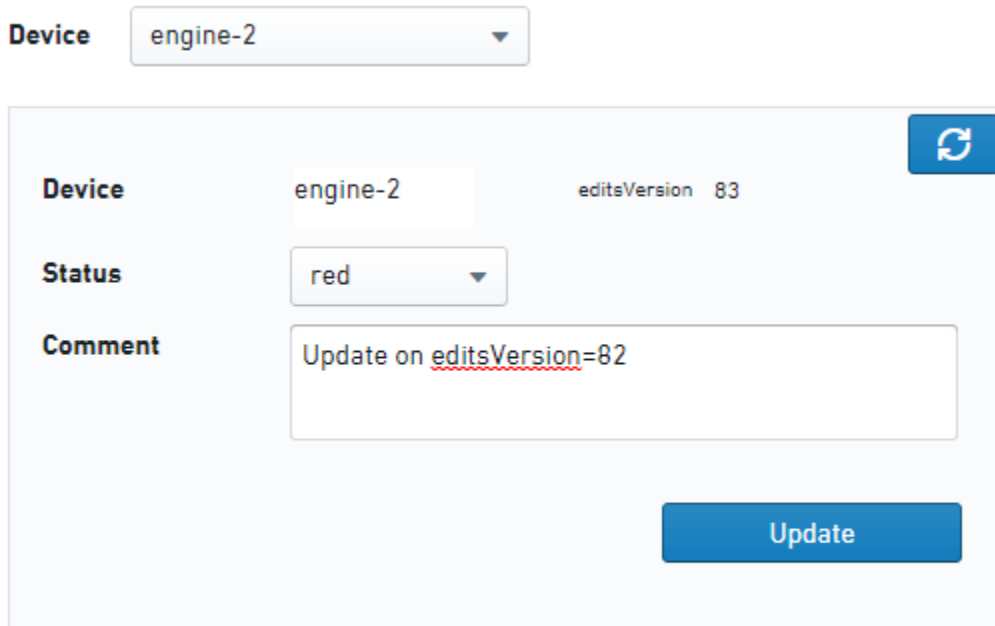 Device engine-2
Device engine-2 editsVersion 83
Status red
Comment Update on editsVersion=82
Update